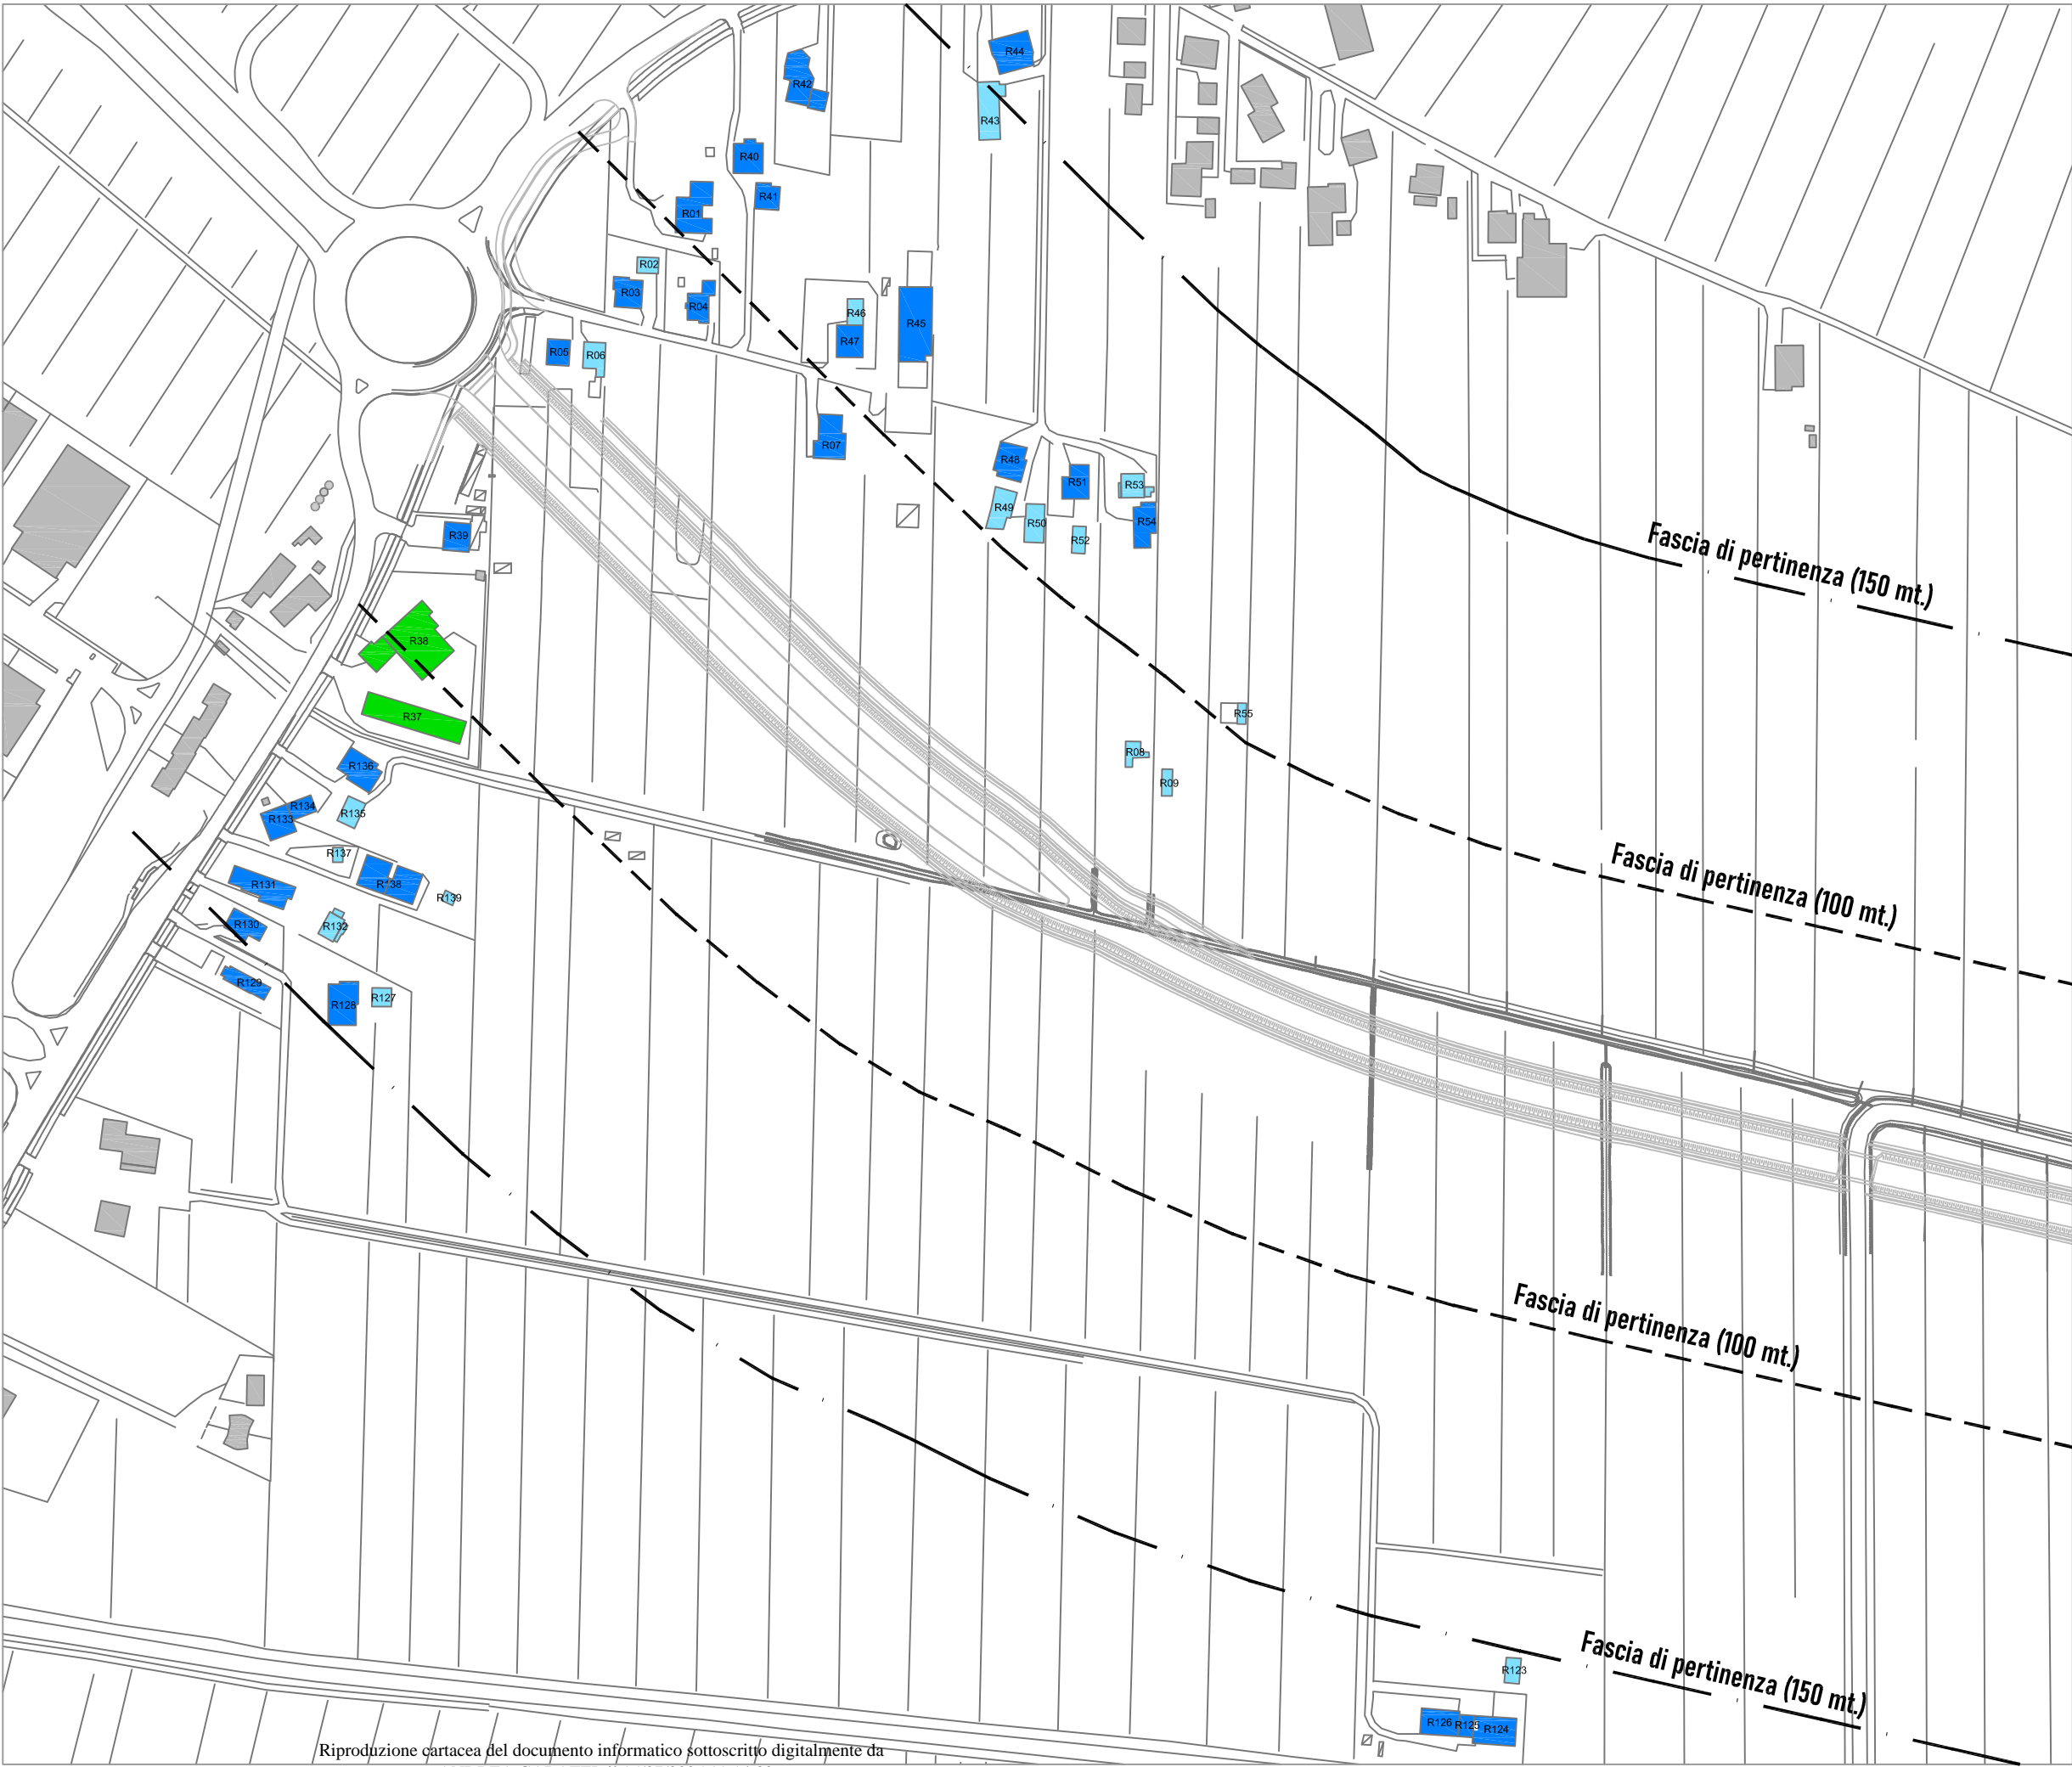 R44
R42
R43
R40
R41
R01
R02
R03
R04
R46
R45
R47
R05
R06
R07
R48
R51
R53
R49
R50
R54
R52
R39
Fascia di pertinenza (150 mt.)
R38
R37
R55
R08
R09
R136
R134
R133
R135
R137
Fascia di pertinenza (100 mt.)
R131
R138
R139
R130
R132
R129
R128
R127
Fascia di pertinenza (100 mt.)
Fascia di pertinenza (150 mt.)
R123
R126
R125
R124
Riproduzione cartacea del documento informatico sottoscritto digitalmente da